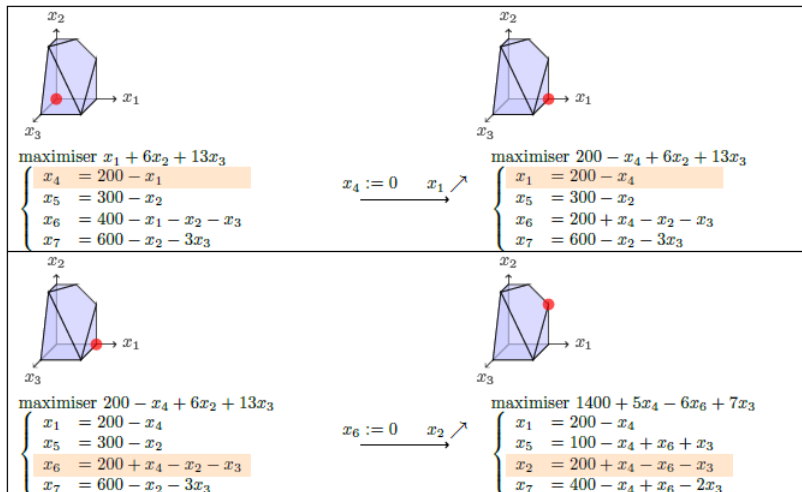 x₂ x₂
x₁ x₁
x₃ x₃
maximiser x₁ + 6x₂ + 13x₃ maximiser 200 − x₄ + 6x₂ + 13x₃
x₄ = 200 − x₁ x₄ := 0 x₁ ↗ x₁ = 200 − x₄
x₅ = 300 − x₂ x₅ = 300 − x₂
x₆ = 400 − x₁ − x₂ − x₃ x₆ = 200 + x₄ − x₂ − x₃
x₇ = 600 − x₂ − 3x₃ x₇ = 600 − x₂ − 3x₃
x₂ x₂
x₁ x₁
x₃ x₃
maximiser 200 − x₄ + 6x₂ + 13x₃ maximiser 1400 + 5x₄ − 6x₆ + 7x₃
x₁ = 200 − x₄ x₆ := 0 x₂ ↗ x₁ = 200 − x₄
x₅ = 300 − x₂ x₅ = 100 − x₄ + x₆ + x₃
x₆ = 200 + x₄ − x₂ − x₃ x₂ = 200 + x₄ − x₆ − x₃
x₇ = 600 − x₂ − 3x₃ x₇ = 400 − x₄ + x₆ − 2x₃